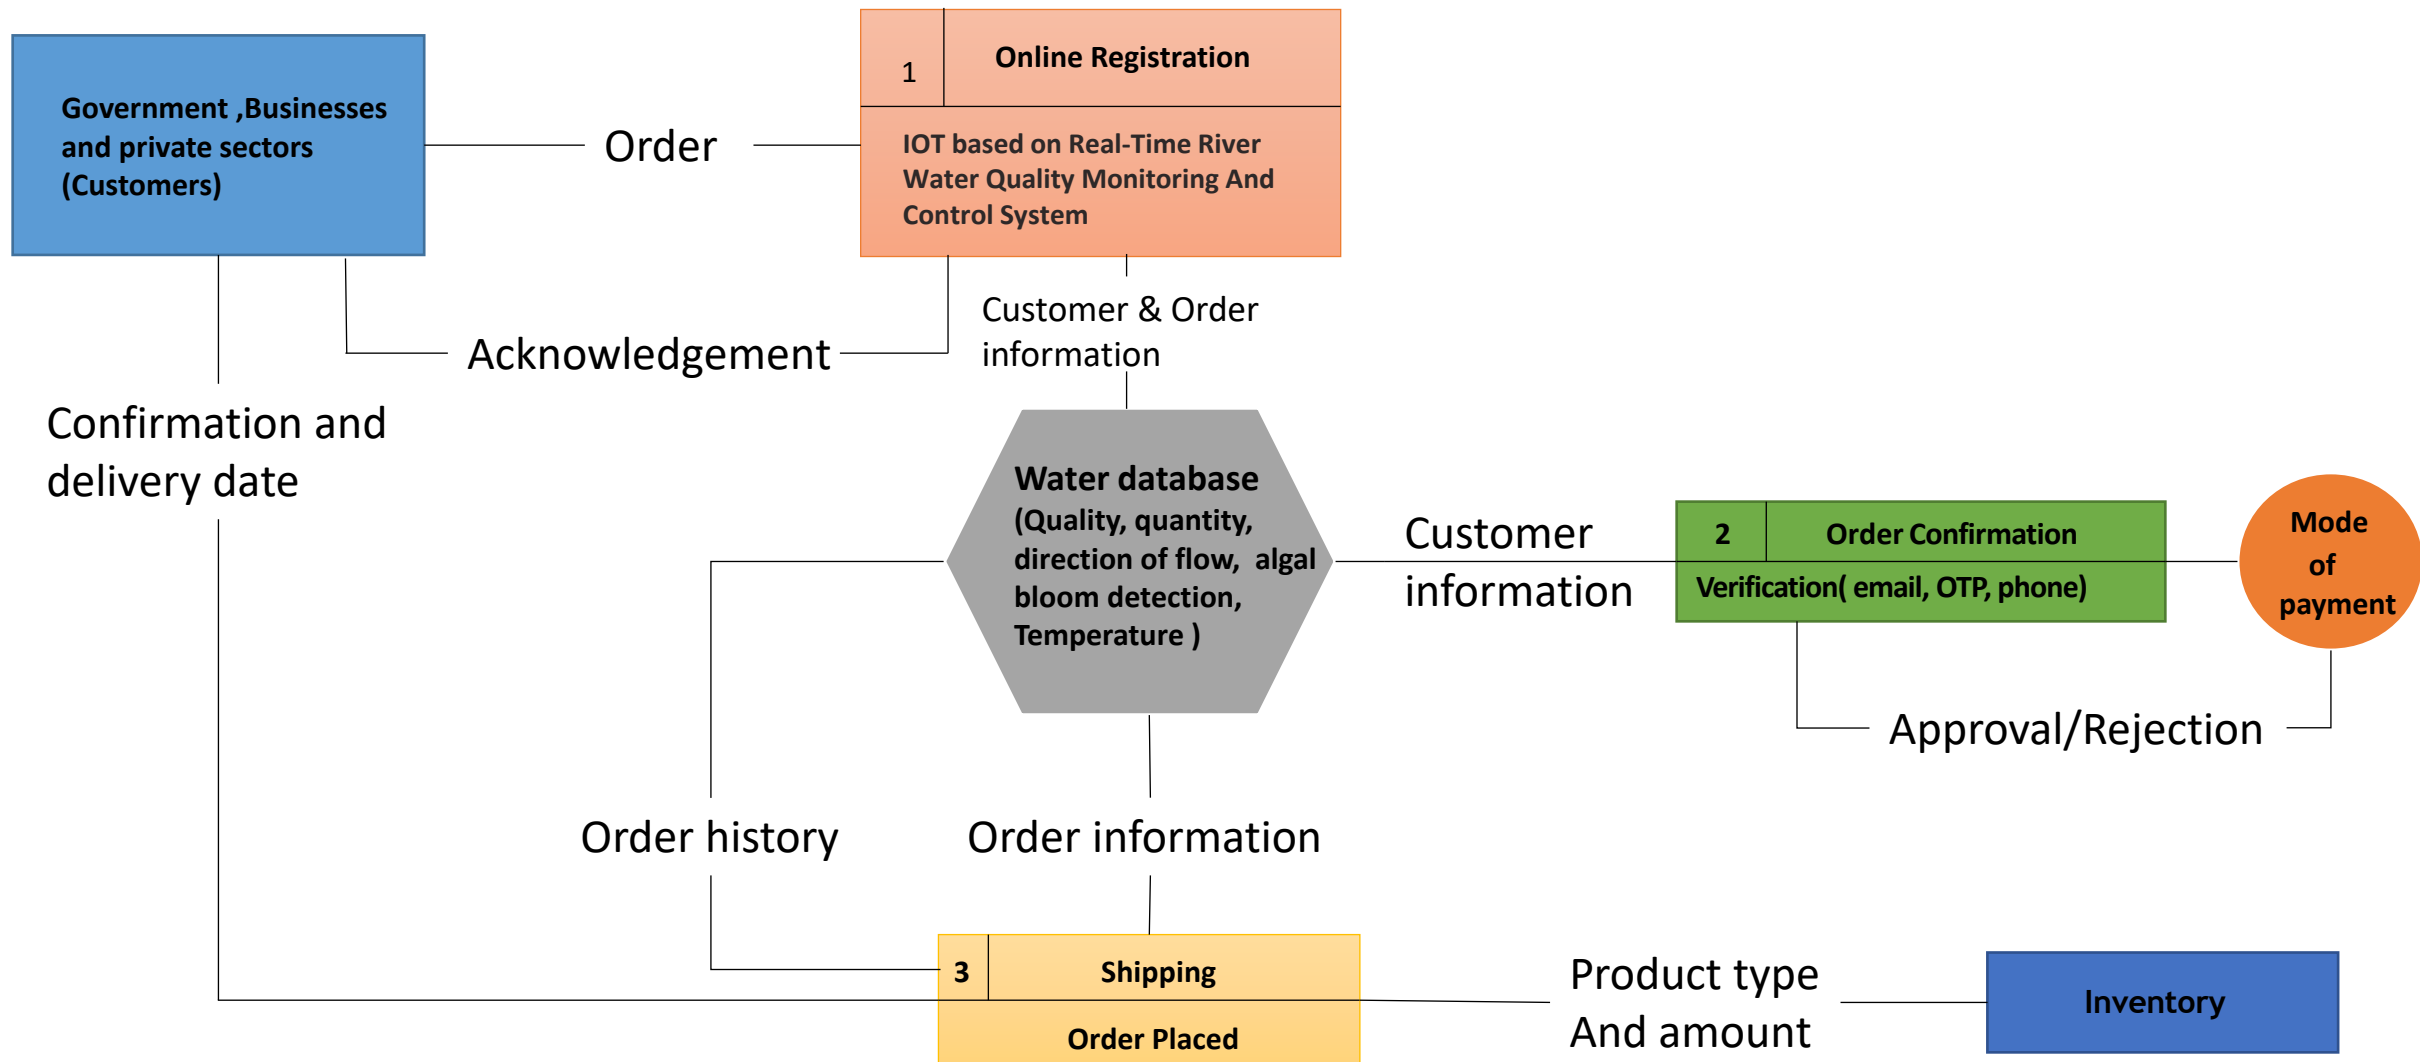 Government ,Businesses
and private sectors
(Customers)
Order
1
Online Registration
IOT based on Real-Time River
Water Quality Monitoring And
Control System
Acknowledgement
Customer & Order
information
Confirmation and
delivery date
Water database
(Quality, quantity,
direction of flow,  algal
bloom detection,
Temperature )
Customer
information
2
Order Confirmation
Verification( email, OTP, phone)
Mode
of
payment
Approval/Rejection
Order history
Order information
3
Shipping
Order Placed
Product type
And amount
Inventory